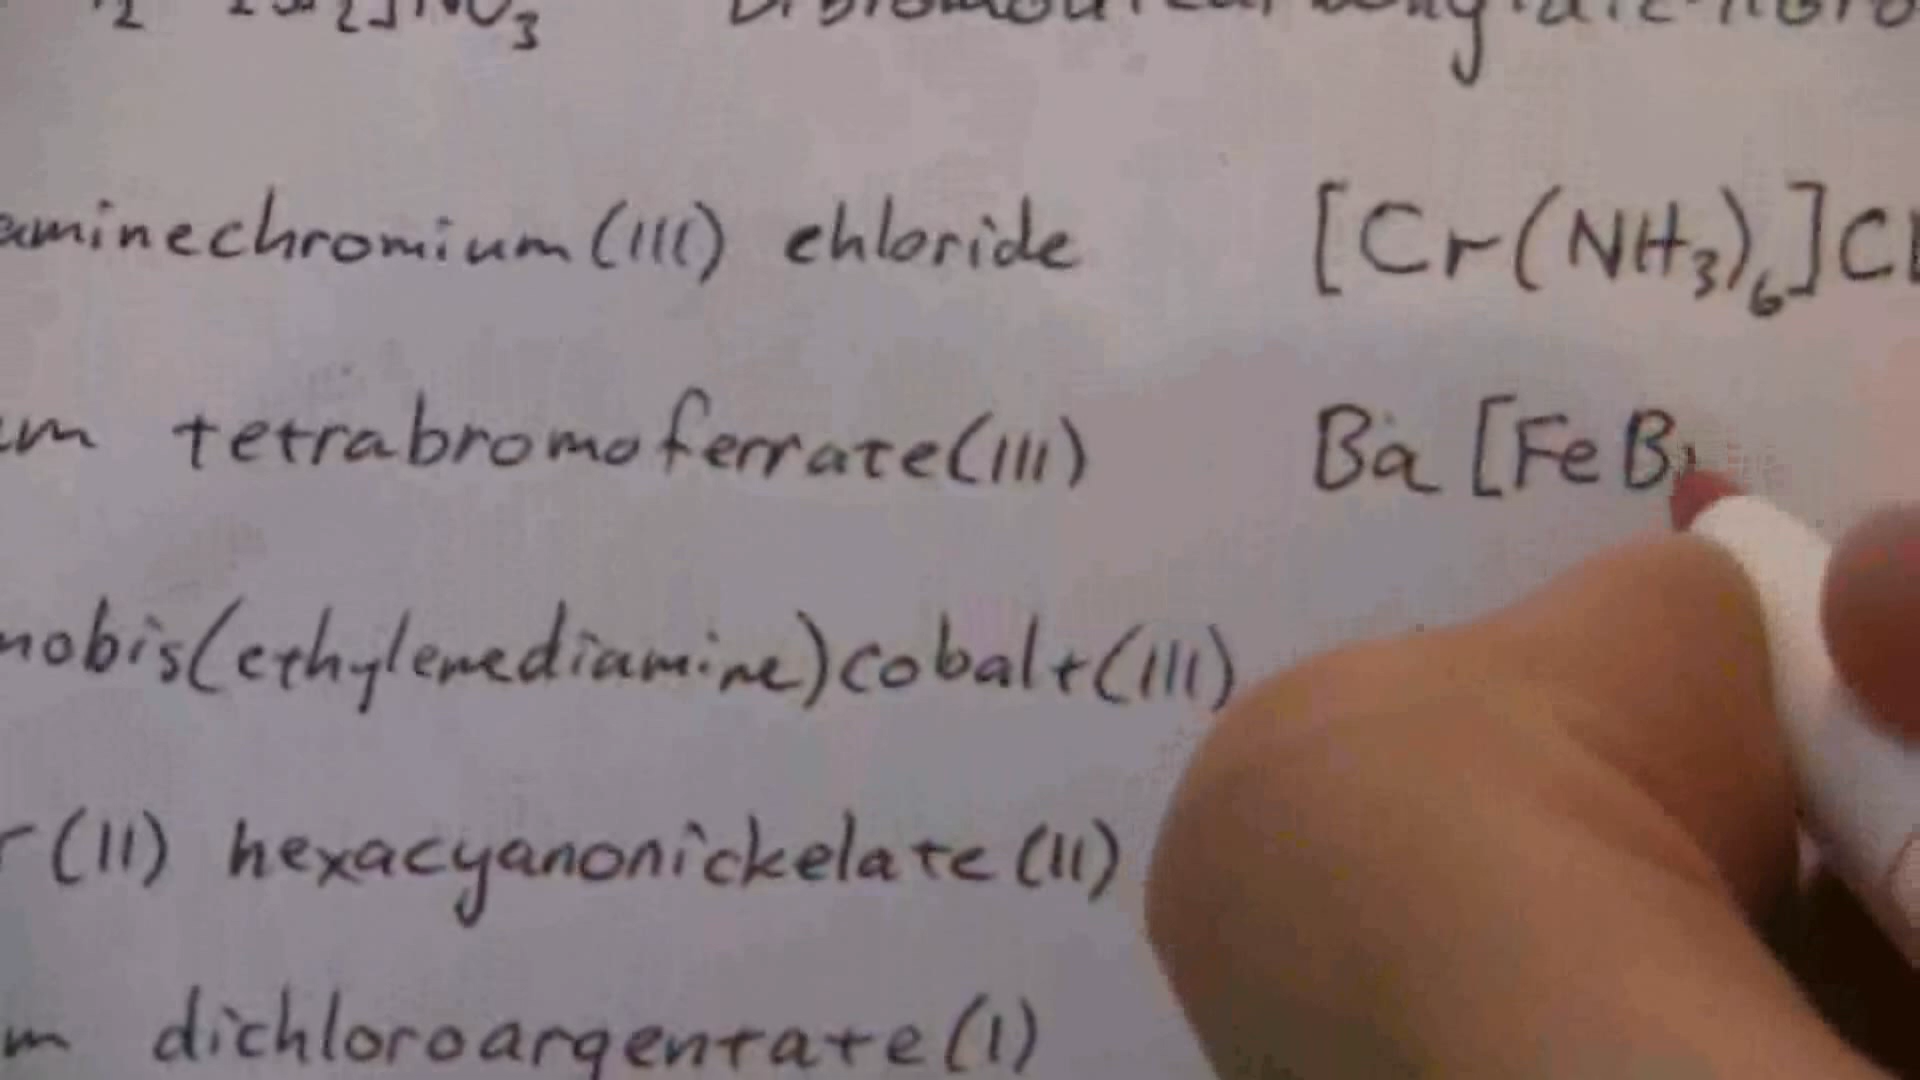 aminechromium(III) chloride [Cr(NH3)6]Cl
um tetrabromoferrate(III) Ba [FeBr
nobis(ethylenediamine)cobalt(III)
r(II) hexacyanonickelate(II)
m dichloroargentate(I)